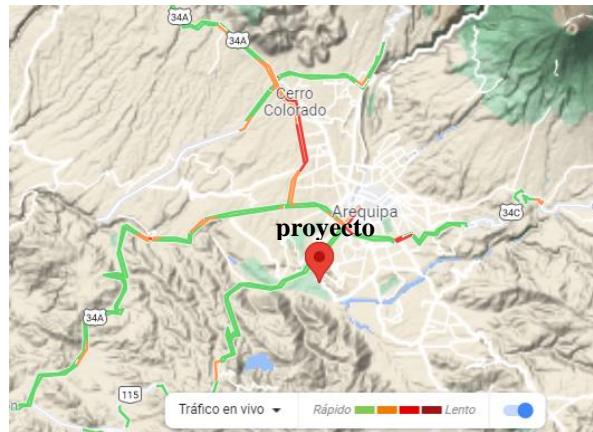 34A
34A
Cerro
Colorado
Arequipa
34C
proyecto
34A
115
Tráfico en vivo
Rápido
Lento